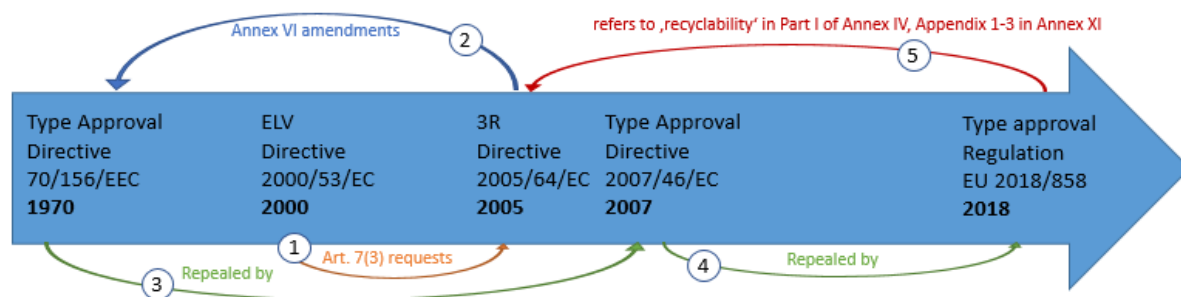 Annex VI amendments
2
refers to ‚recyclability‘ in Part I of Annex IV, Appendix 1-3 in Annex XI
5
Type Approval
Directive
70/156/EEC
1970
ELV
Directive
2000/53/EC
2000
3R
Directive
2005/64/EC
2005
Type Approval
Directive
2007/46/EC
2007
Type approval
Regulation
EU 2018/858
2018
1
Art. 7(3) requests
3
Repealed by
4
Repealed by